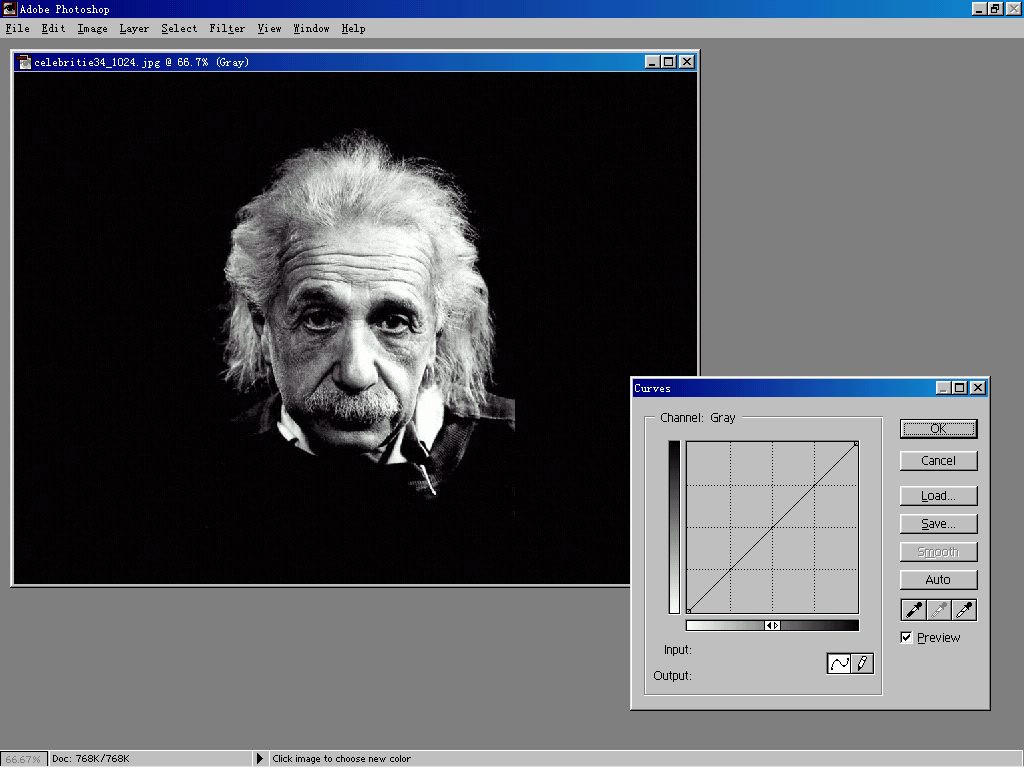 Adobe Photoshop
File Edit Image Layer Select Filter View Window Help
celebritie34_1024.jpg @ 66.7% (Gray)
Curves
Channel: Gray
OK
Cancel
Load...
Save...
Smooth
Auto
Preview
Input:
Output:
66.67% Doc: 768K/768K Click image to choose new color